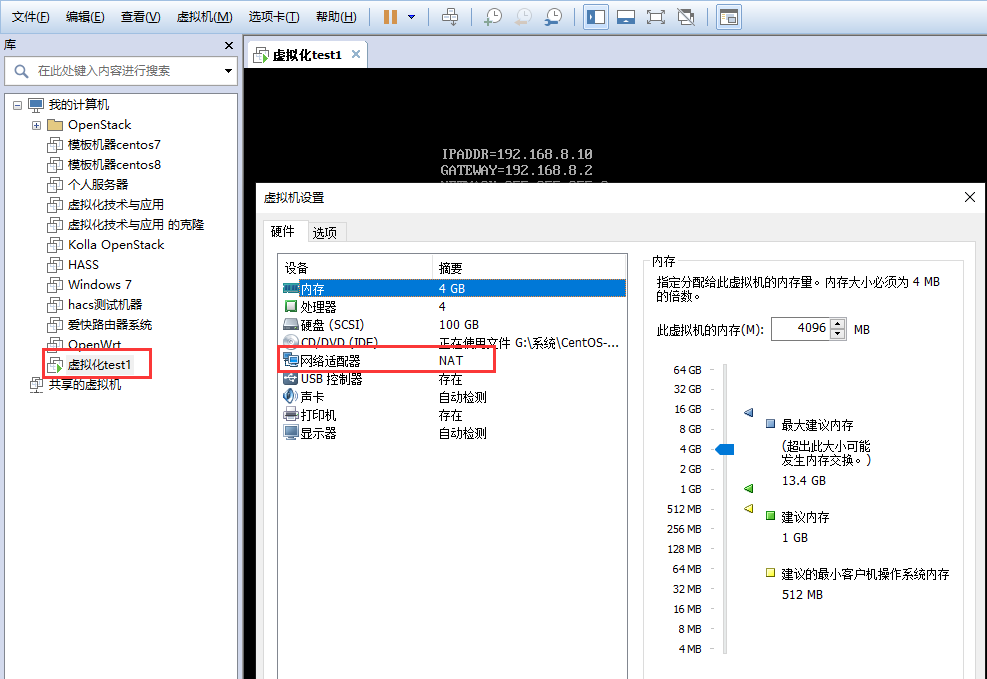 文件(F) 编辑(E) 查看(V) 虚拟机(M) 选项卡(T) 帮助(H)
库
在此处键入内容进行搜索
我的计算机
OpenStack
模板机器centos7
模板机器centos8
个人服务器
虚拟化技术与应用
虚拟化技术与应用 的克隆
Kolla OpenStack
HASS
Windows 7
hacs测试机器
爱快路由器系统
OpenWrt
虚拟化test1
共享的虚拟机
虚拟化test1
IPADDR=192.168.8.10
GATEWAY=192.168.8.2
虚拟机设置
硬件 选项
设备 摘要
内存 4 GB
处理器 4
硬盘 (SCSI) 100 GB
CD/DVD (IDE) 正在使用文件 G:\系统\CentOS-...
网络适配器 NAT
USB 控制器 存在
声卡 自动检测
打印机 存在
显示器 自动检测
内存
指定分配给此虚拟机的内存量。内存大小必须为 4 MB
的倍数。
此虚拟机的内存(M): 4096 MB
64 GB
32 GB
16 GB
8 GB
4 GB
2 GB
1 GB
512 MB
256 MB
128 MB
64 MB
32 MB
16 MB
8 MB
4 MB
最大建议内存
(超出此大小可能
发生内存交换。)
13.4 GB
建议内存
1 GB
建议的最小客户机操作系统内存
512 MB